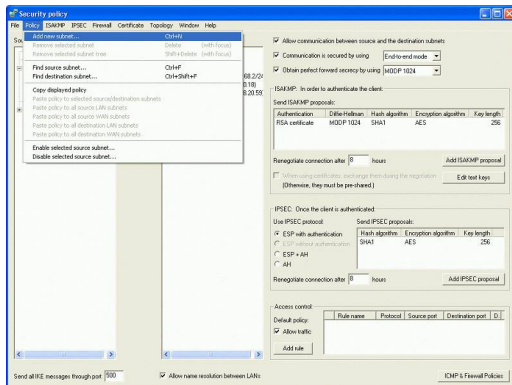 Security policy
File Policy ISAKMP IPSEC Firewall Certificate Topology Window Help
Add new subnet... Ctrl+N
Remove selected subnet Delete (with focus)
Remove selected subnet tree Shift+Delete (with focus)
Find source subnet... Ctrl+F
Find destination subnet... Ctrl+Shift+F
Copy displayed policy
Paste policy to selected source/destination subnets
Paste policy to all source LAN subnets
Paste policy to all source WAN subnets
Paste policy to all destination LAN subnets
Paste policy to all destination WAN subnets
Enable selected source subnet...
Disable selected source subnet...
Sou
68.2/24
0.18)
8.20.59
Allow communication between source and the destination subnets
Communication is secured by using End-to-end mode
Obtain perfect forward secrecy by using MODP 1024
ISAKMP: In order to authenticate the client:
Send ISAKMP proposals:
Authentication Diffie-Hellman Hash algorithm Encryption algorithm Key length
RSA certificate MODP 1024 SHA1 AES 256
Renegotiate connection after 8 hours Add ISAKMP proposal
When using certificates, exchange them during the negotiation
(Otherwise, they must be pre-shared.) Edit text keys
IPSEC: Once the client is authenticated:
Use IPSEC protocol: Send IPSEC proposals:
ESP with authentication
ESP without authentication
ESP + AH
AH
Hash algorithm Encryption algorithm Key length
SHA1 AES 256
Renegotiate connection after 8 hours Add IPSEC proposal
Access control:
Default policy:
Allow traffic
Add rule
Rule name Protocol Source port Destination port D..
Send all IKE messages through port 500 Allow name resolution between LANs ICMP & Firewall Policies